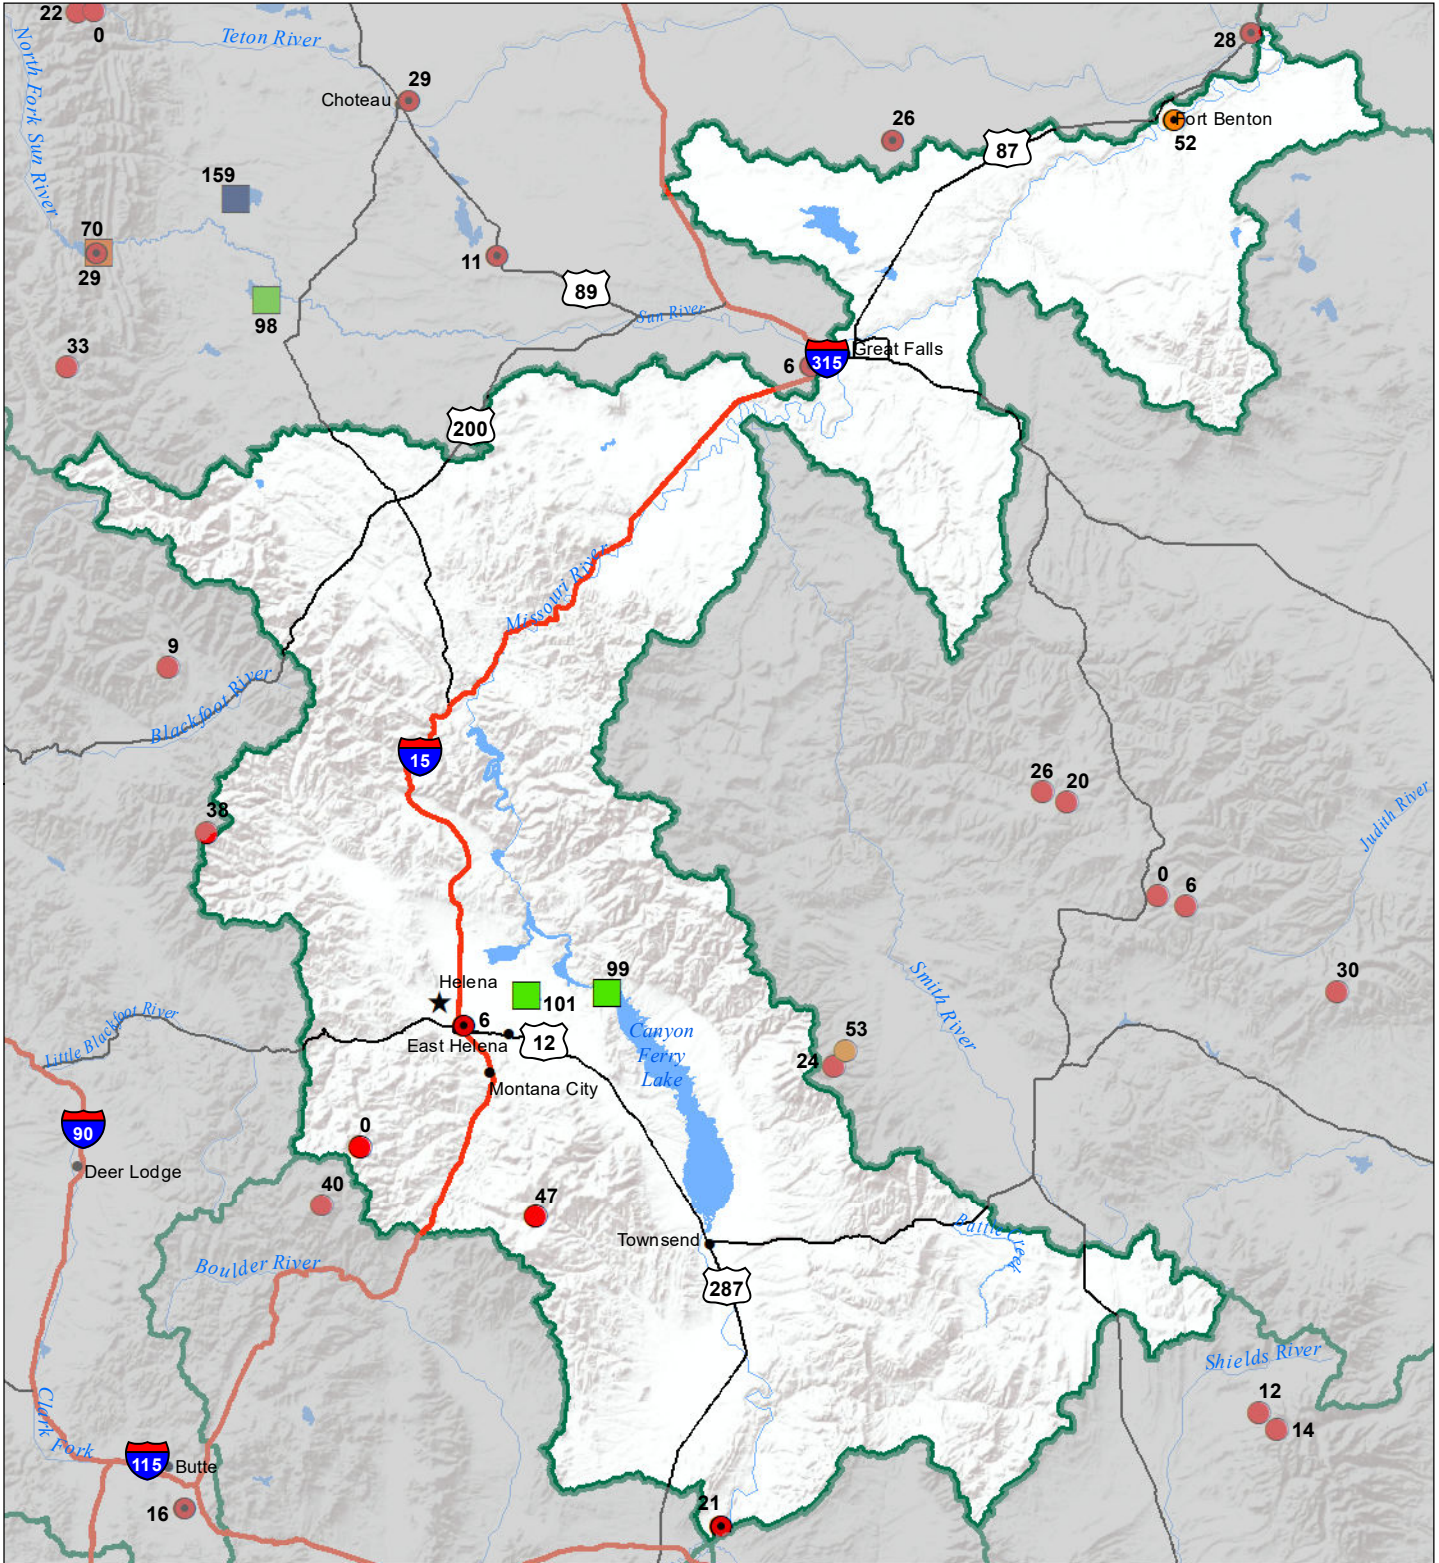 22
0
Teton River
28
North Fork Sun River
29
Choteau
26
87
Fort Benton
52
159
70
29
11
89
98
Sun River
33
6
315
Great Falls
200
Missouri River
9
Blackfoot River
15
26
20
38
Judith River
0
6
Smith River
30
99
Helena
101
6
12
East Helena
Canyon
Ferry
Lake
53
24
Little Blackfoot River
Montana City
90
0
Deer Lodge
40
47
Townsend
Battle Creek
Boulder River
287
Shields River
12
14
Clark Fork
115
Butte
16
21